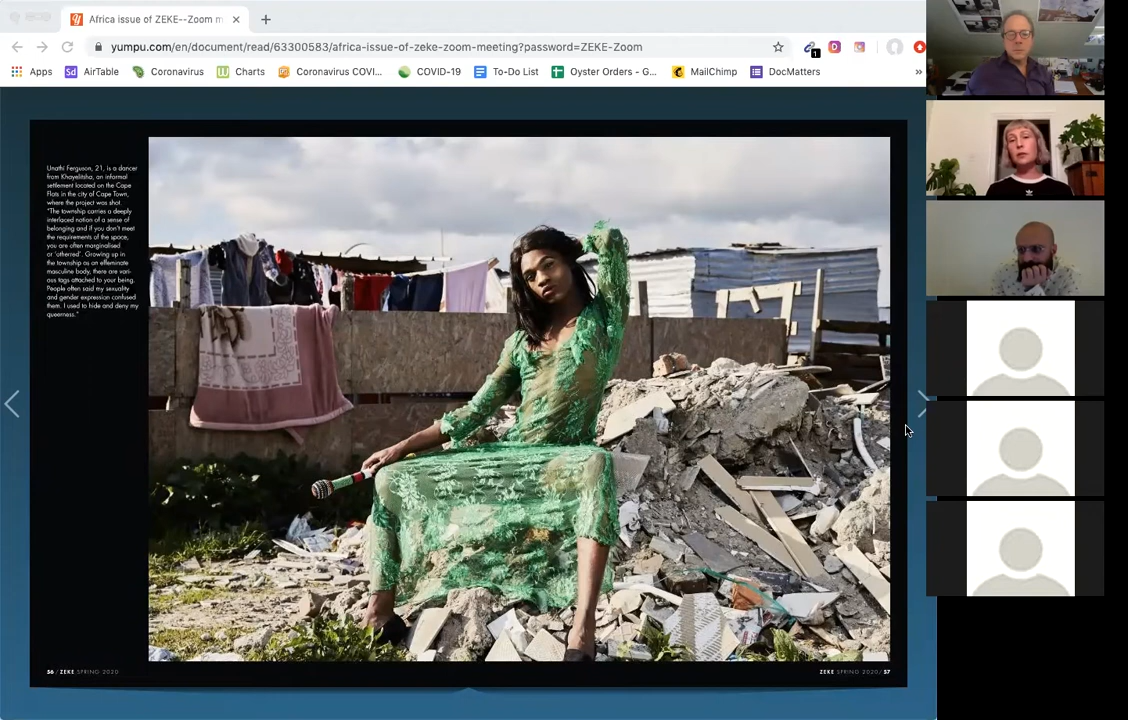 Africa issue of ZEKE--Zoom m
yumpu.com/en/document/read/63300583/africa-issue-of-zeke-zoom-meeting?password=ZEKE-Zoom
1
D
Apps
Sd AirTable
Coronavirus
Charts
Coronavirus COVI...
COVID-19
To-Do List
Oyster Orders - G...
MailChimp
DocMatters
»
Unathi Ferguson, 21, is a dancer
from Khayelitsha, an informal
settlement located on the Cape
Flats in the city of Cape Town,
where the project was shot.
"The township carries a deeply
interlaced notion of a sense of
belonging and if you don't meet
the requirements of the space,
you are often marginalised
or 'otherred'. Growing up in
the township as an effeminate
masculine body, there are vari-
ous tags attached to your being.
People often said my sexuality
and gender expression confused
them. I used to hide and deny my
queerness."
56 / ZEKE SPRING 2020
ZEKE SPRING 2020/ 57